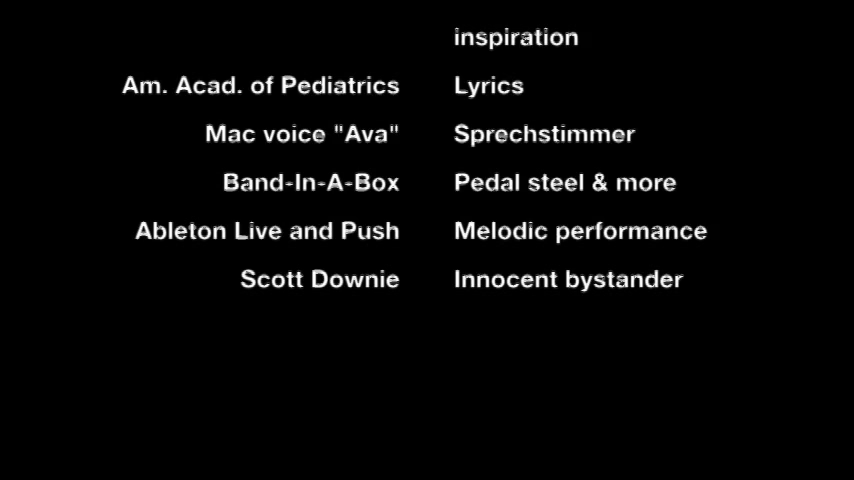 inspiration
Am. Acad. of Pediatrics Lyrics
Mac voice "Ava" Sprechstimmer
Band-In-A-Box Pedal steel & more
Ableton Live and Push Melodic performance
Scott Downie Innocent bystander